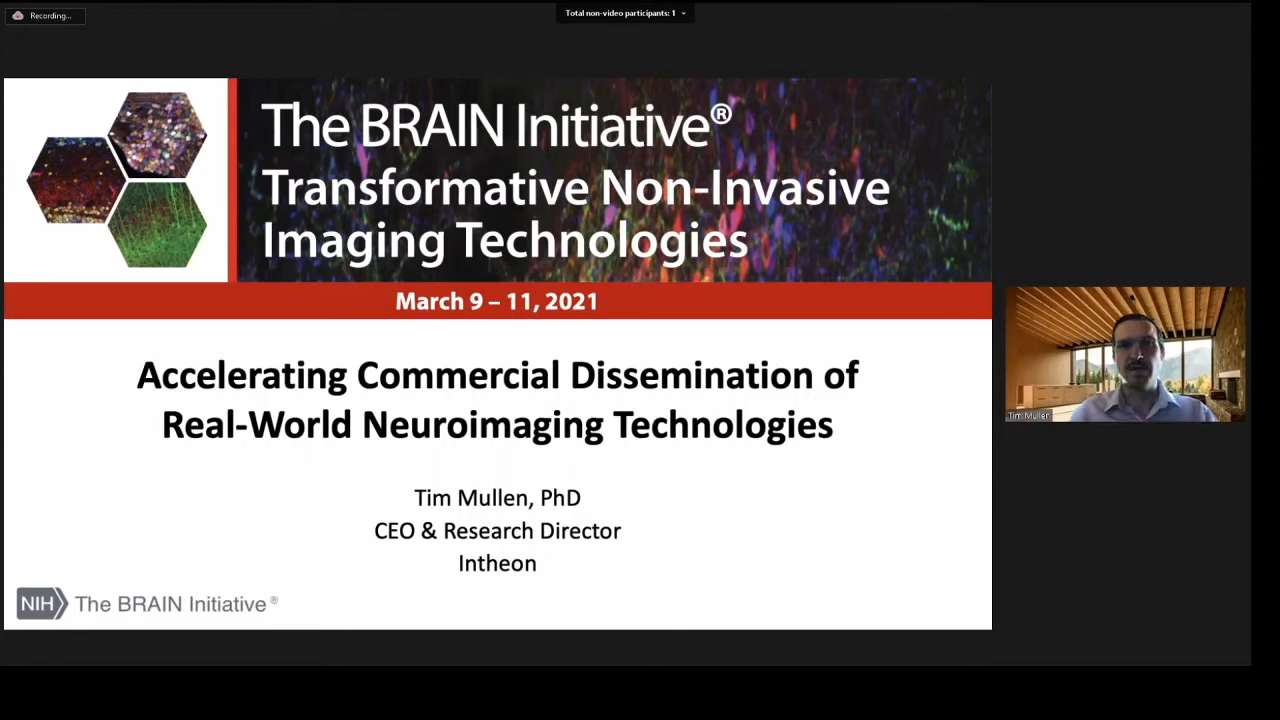 Recording...
Total non-video participants: 1
The BRAIN Initiative®
Transformative Non-Invasive
Imaging Technologies
March 9 – 11, 2021
Accelerating Commercial Dissemination of
Real-World Neuroimaging Technologies
Tim Mullen, PhD
CEO & Research Director
Intheon
NIH The BRAIN Initiative®
Tim Mullen